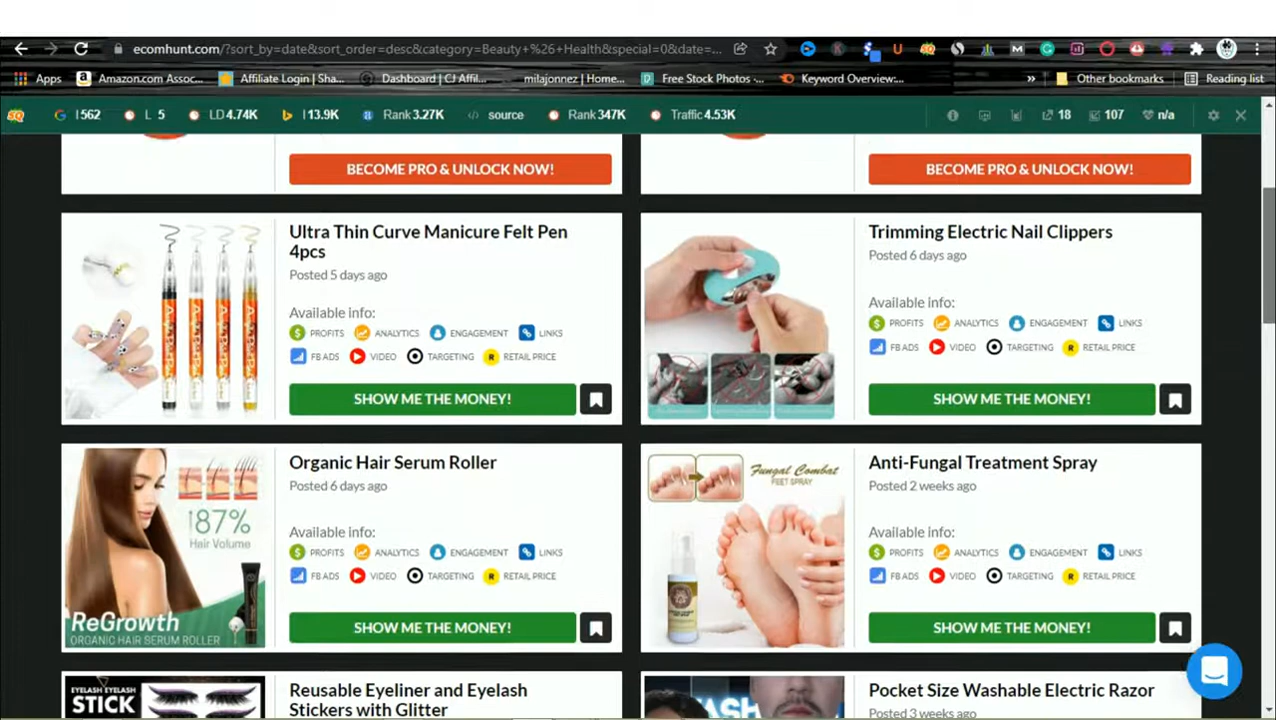 ecomhunt.com/?sort_by=date&sort_order=desc&category=Beauty+%26+Health&special=0&date=...
Apps
Amazon.com Assoc...
Affiliate Login | Sha...
Dashboard | CJ Affil...
milajonnez | Home...
Free Stock Photos -...
Keyword Overview:...
»
Other bookmarks
Reading list
SQ
I 562
L 5
LD 4.74K
I 13.9K
Rank 3.27K
source
Rank 347K
Traffic 4.53K
18
107
n/a
BECOME PRO & UNLOCK NOW!
BECOME PRO & UNLOCK NOW!
Ultra Thin Curve Manicure Felt Pen
4pcs
Posted 5 days ago
Available info:
PROFITS ANALYTICS ENGAGEMENT LINKS
FB ADS VIDEO TARGETING R RETAIL PRICE
SHOW ME THE MONEY!
Trimming Electric Nail Clippers
Posted 6 days ago
Available info:
PROFITS ANALYTICS ENGAGEMENT LINKS
FB ADS VIDEO TARGETING R RETAIL PRICE
SHOW ME THE MONEY!
187%
Hair Volume
ReGrowth
ORGANIC HAIR SERUM ROLLER
Organic Hair Serum Roller
Posted 6 days ago
Available info:
PROFITS ANALYTICS ENGAGEMENT LINKS
FB ADS VIDEO TARGETING R RETAIL PRICE
SHOW ME THE MONEY!
Fungal Combat
FEET SPRAY
Anti-Fungal Treatment Spray
Posted 2 weeks ago
Available info:
PROFITS ANALYTICS ENGAGEMENT LINKS
FB ADS VIDEO TARGETING R RETAIL PRICE
SHOW ME THE MONEY!
EYELASH EYELASH
STICK
Reusable Eyeliner and Eyelash
Stickers with Glitter
Pocket Size Washable Electric Razor
Posted 3 weeks ago